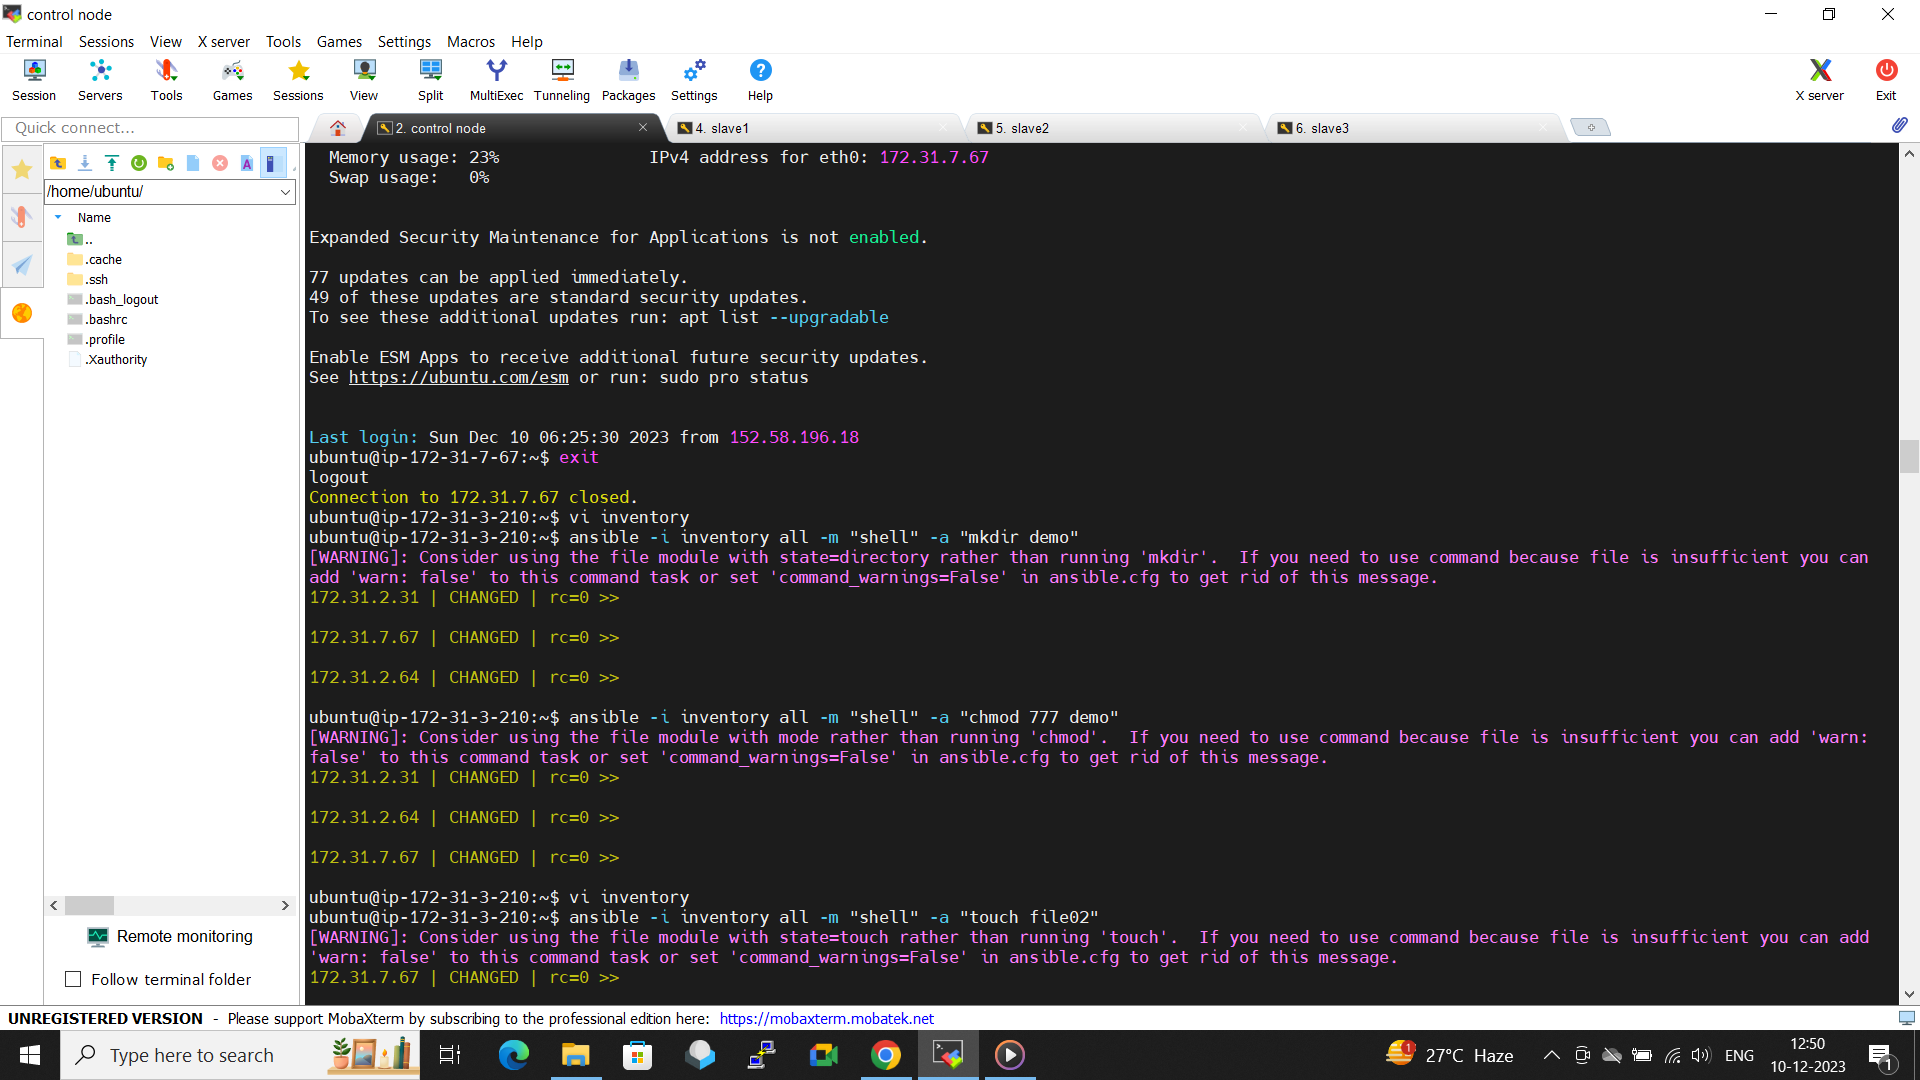 control node
Terminal Sessions View X server Tools Games Settings Macros Help
Session Servers Tools Games Sessions View Split MultiExec Tunneling Packages Settings Help X server Exit
Quick connect...
2. control node
4. slave1
5. slave2
6. slave3
/home/ubuntu/
Name
..
.cache
.ssh
.bash_logout
.bashrc
.profile
.Xauthority
Remote monitoring
Follow terminal folder
Memory usage: 23% IPv4 address for eth0: 172.31.7.67
Swap usage: 0%
Expanded Security Maintenance for Applications is not enabled.
77 updates can be applied immediately.
49 of these updates are standard security updates.
To see these additional updates run: apt list --upgradable
Enable ESM Apps to receive additional future security updates.
See https://ubuntu.com/esm or run: sudo pro status
Last login: Sun Dec 10 06:25:30 2023 from 152.58.196.18
ubuntu@ip-172-31-7-67:~$ exit
logout
Connection to 172.31.7.67 closed.
ubuntu@ip-172-31-3-210:~$ vi inventory
ubuntu@ip-172-31-3-210:~$ ansible -i inventory all -m "shell" -a "mkdir demo"
[WARNING]: Consider using the file module with state=directory rather than running 'mkdir'.  If you need to use command because file is insufficient you can
add 'warn: false' to this command task or set 'command_warnings=False' in ansible.cfg to get rid of this message.
172.31.2.31 | CHANGED | rc=0 >>
172.31.7.67 | CHANGED | rc=0 >>
172.31.2.64 | CHANGED | rc=0 >>
ubuntu@ip-172-31-3-210:~$ ansible -i inventory all -m "shell" -a "chmod 777 demo"
[WARNING]: Consider using the file module with mode rather than running 'chmod'.  If you need to use command because file is insufficient you can add 'warn:
false' to this command task or set 'command_warnings=False' in ansible.cfg to get rid of this message.
172.31.2.31 | CHANGED | rc=0 >>
172.31.2.64 | CHANGED | rc=0 >>
172.31.7.67 | CHANGED | rc=0 >>
ubuntu@ip-172-31-3-210:~$ vi inventory
ubuntu@ip-172-31-3-210:~$ ansible -i inventory all -m "shell" -a "touch file02"
[WARNING]: Consider using the file module with state=touch rather than running 'touch'.  If you need to use command because file is insufficient you can add
'warn: false' to this command task or set 'command_warnings=False' in ansible.cfg to get rid of this message.
172.31.7.67 | CHANGED | rc=0 >>
UNREGISTERED VERSION - Please support MobaXterm by subscribing to the professional edition here: https://mobaxterm.mobatek.net
Type here to search
1
27°C Haze
ENG
12:50
10-12-2023
1